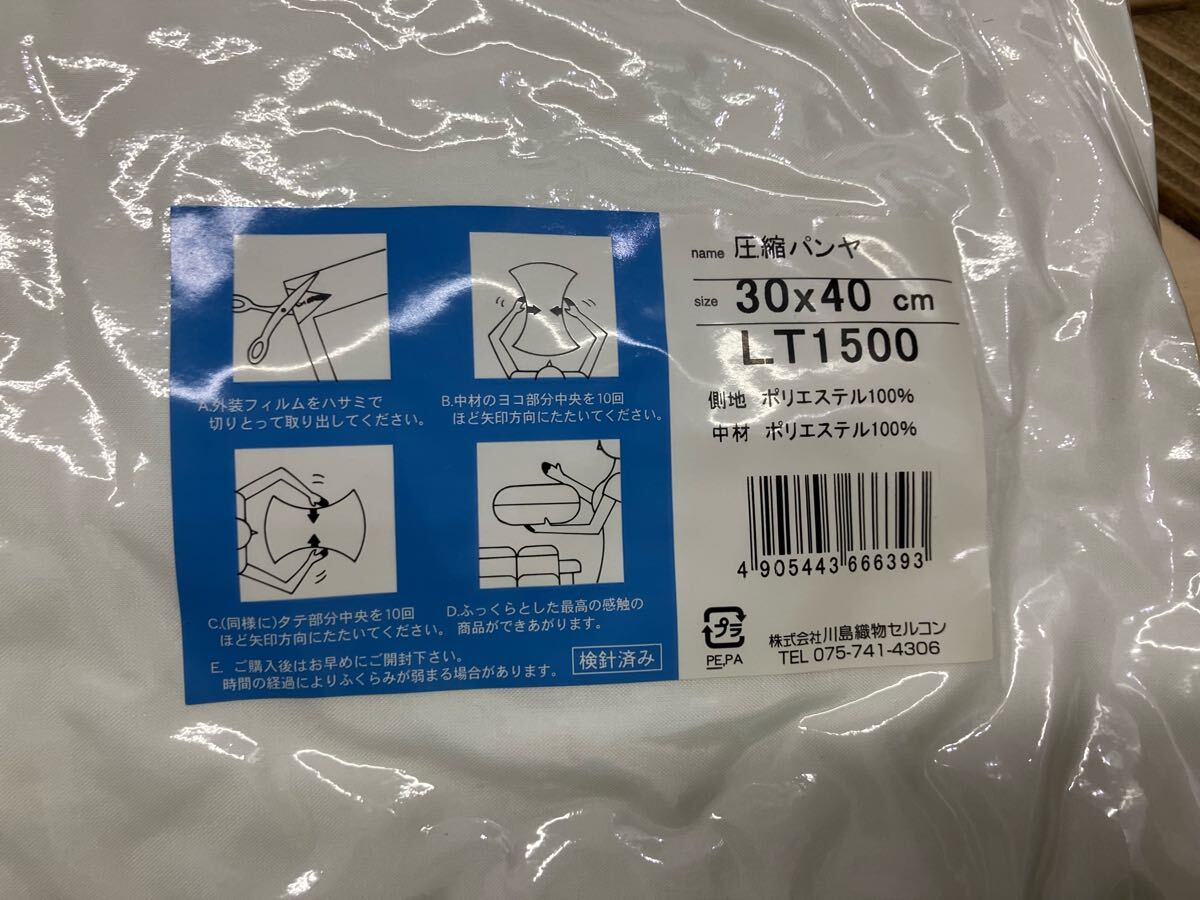 A.外装フィルムをハサミで
切りとって取り出してください。
B.中材のヨコ部分中央を10回
ほど矢印方向にたたいてください。
C.(同様に)タテ部分中央を10回
ほど矢印方向にたたいてください。
D.ふっくらとした最高の感触の
商品ができあがります。
E. ご購入後はお早めにご開封下さい。
時間の経過によりふくらみが弱まる場合があります。
検針済み
name 圧縮パンヤ
size 30x40 cm
LT1500
側地 ポリエステル100%
中材 ポリエステル100%
4 905443 666393
プラ
PE,PA
株式会社川島織物セルコン
TEL 075-741-4306